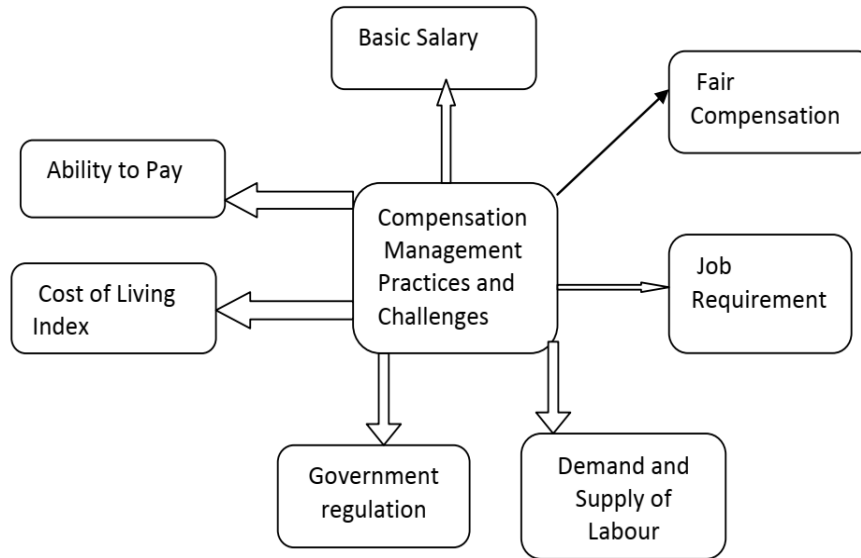 Basic Salary
Fair
Compensation
Ability to Pay
Compensation
Management
Practices and
Challenges
Job
Requirement
Cost of Living
Index
Government
regulation
Demand and
Supply of
Labour